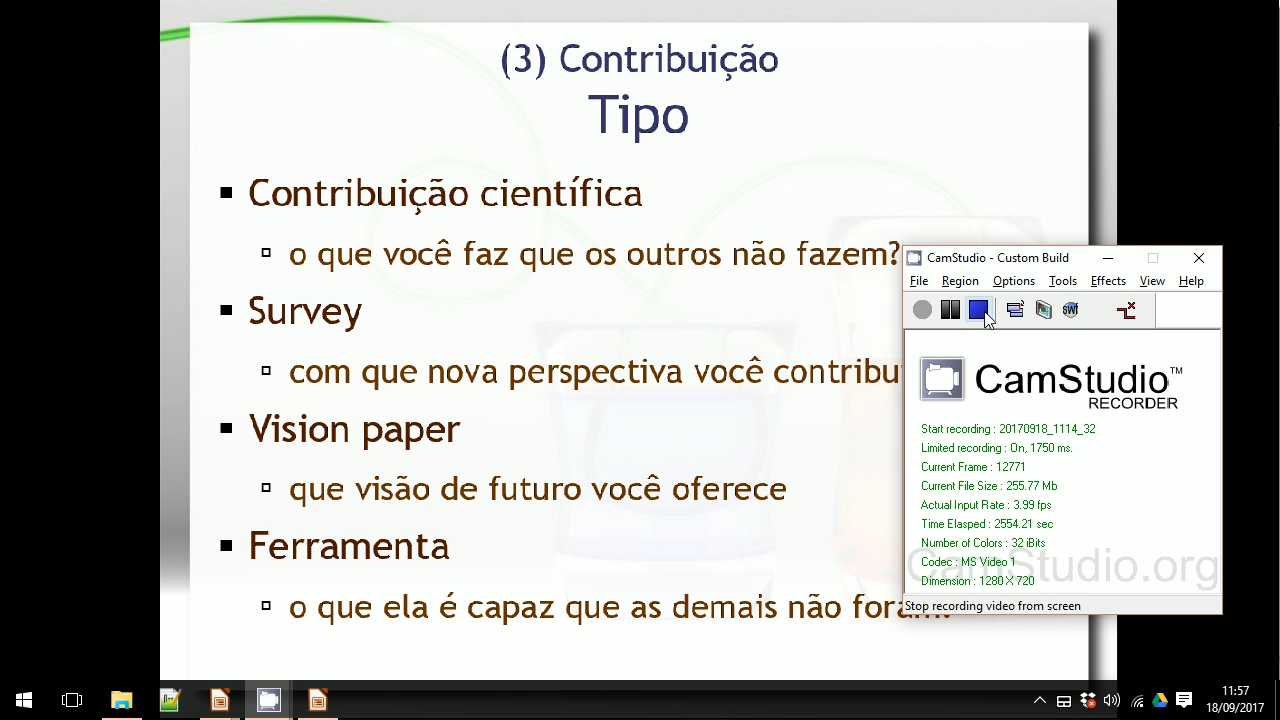 (3) Contribuição
Tipo
Contribuição científica
o que você faz que os outros não fazem?
Survey
com que nova perspectiva você
Vision paper
que visão de futuro você oferece
Ferramenta
o que ela é capaz que as demais não
CamStudio - Custom Build
File Region Options Tools Effects View Help
SWf
CamStudio™
RECORDER
Start recording : 20170918_1114_32
Limited recording : On, 1750 ms.
Current Frame : 12771
Current File Size : 255.77 Mb
Actual Input Rate : 3.99 fps
Time Elasped : 2554.21 sec
Number of Colors : 32 iBits
Codec : MS Video 1
Dimension : 1280 X 720
CamStudio.org
Stop recording video from screen
11:57
18/09/2017